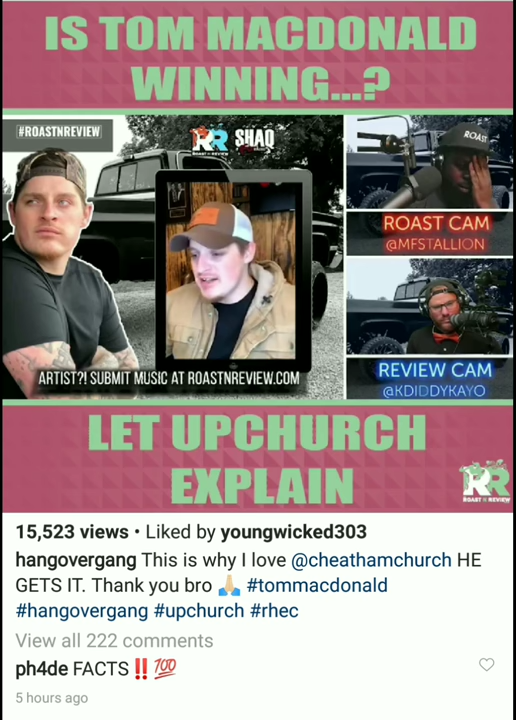 IS TOM MACDONALD
WINNING...?
#ROASTNREVIEW
RR
ROAST N REVIEW
SHAQ
ROAST
ROAST CAM
@MFSTALLION
REVIEW CAM
@KDIDDYKAYO
ARTIST?! SUBMIT MUSIC AT ROASTNREVIEW.COM
LET UPCHURCH
EXPLAIN
RR
ROAST N REVIEW
15,523 views • Liked by youngwicked303
hangovergang This is why I love @cheathamchurch HE
GETS IT. Thank you bro 🙏🏼 #tommacdonald
#hangovergang #upchurch #rhec
View all 222 comments
ph4de FACTS ‼️ 💯
5 hours ago